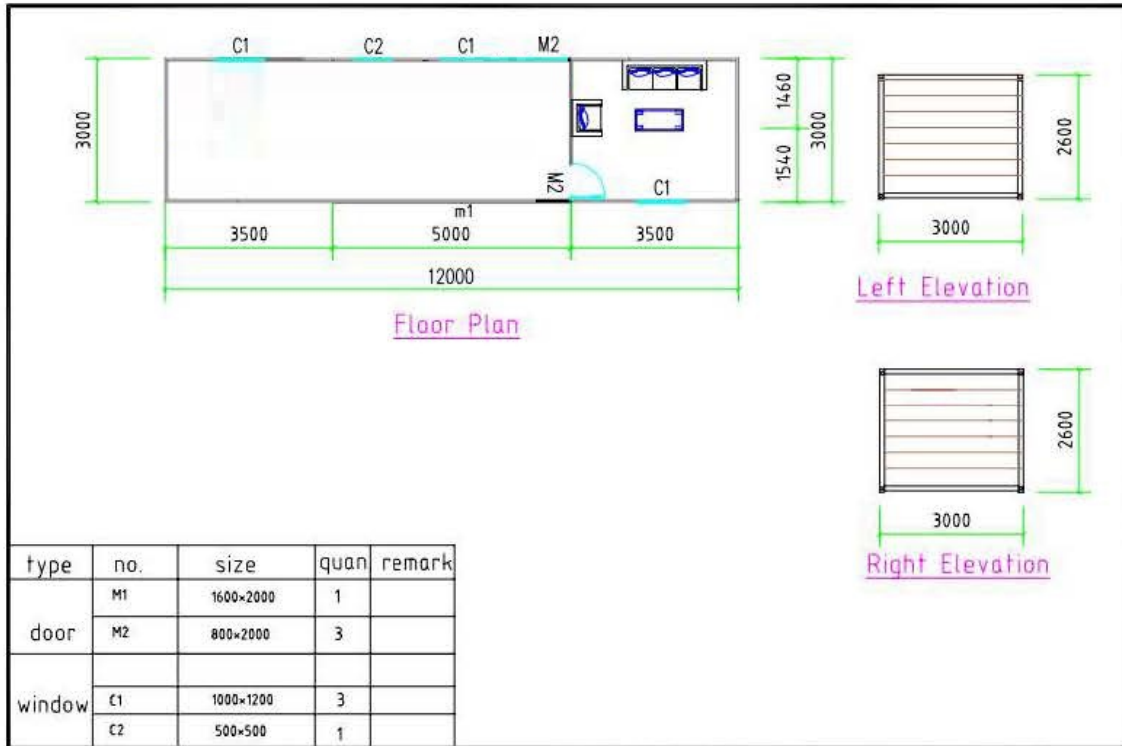 C1 C2 C1 M2
3000
1460
1540
3000
M2
C1
m1
3500 5000 3500
12000
Floor Plan
2600
3000
Left Elevation
2600
3000
Right Elevation
type no. size quan remark
door
M1 1600×2000 1
M2 800×2000 3
window
C1 1000×1200 3
C2 500×500 1